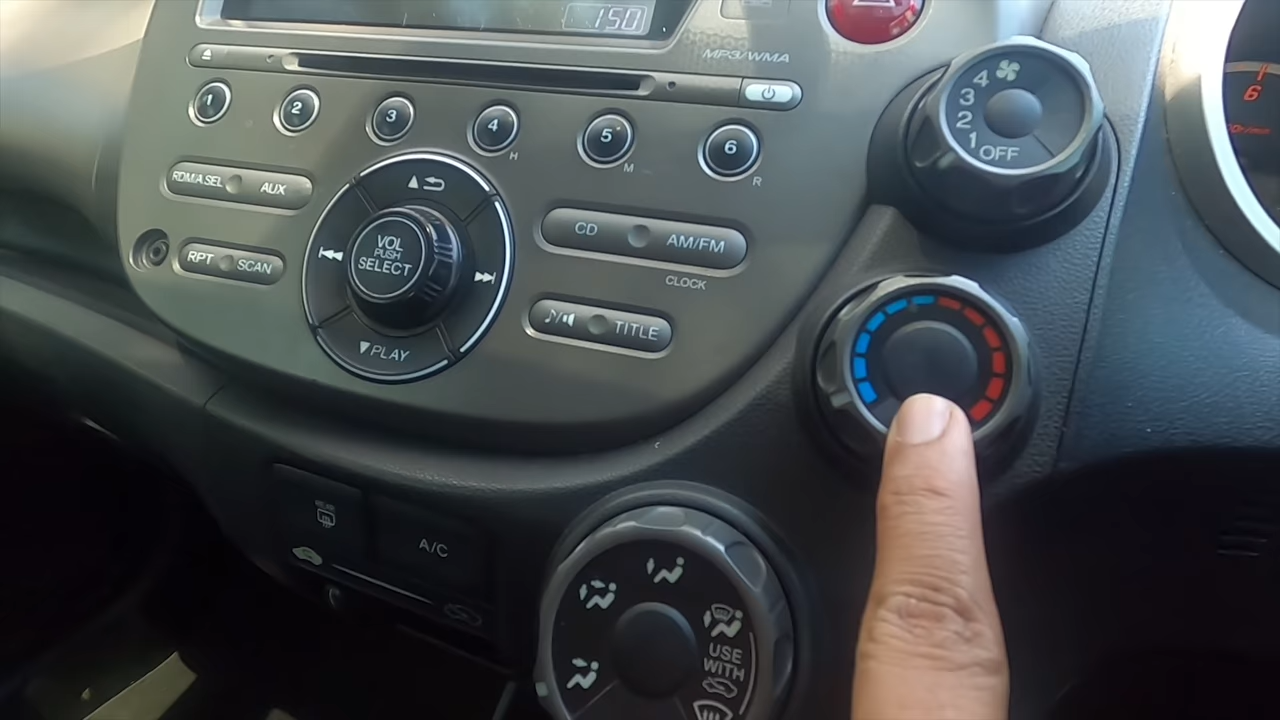 150
MP3/WMA
1
2
3
4
5
6
H
M
R
RDM/A.SEL AUX
RPT SCAN
VOL
PUSH
SELECT
PLAY
CD AM/FM
CLOCK
TITLE
4
3
2
1
OFF
A/C
USE
WITH
6